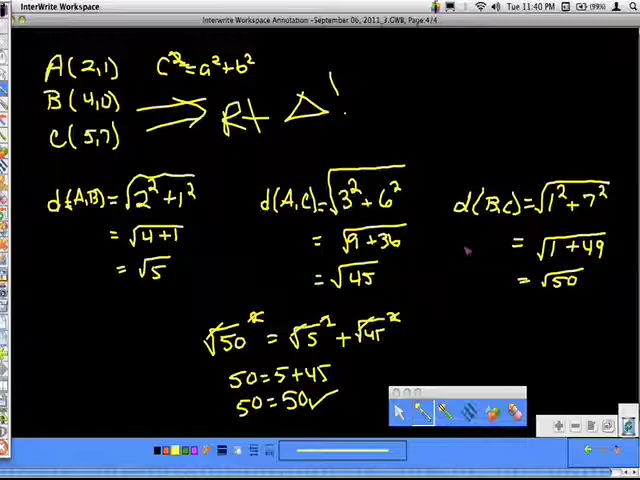 InterWrite Workspace
(99%)
Tue 11:40 PM
Interwrite Workspace Annotation - September 06, 2011_3.GWB, Page:4/4
A(2,1) c²=a²+b²
B(4,0)
C(5,7)
Rt △!
d(A,B)=√2²+1²
=√4+1
=√5
d(A,C)=√3²+6²
=√9+36
=√45
d(B,C)=√1²+7²
=√1+49
=√50
√50²=√5²+√45²
50=5+45
50=50✓